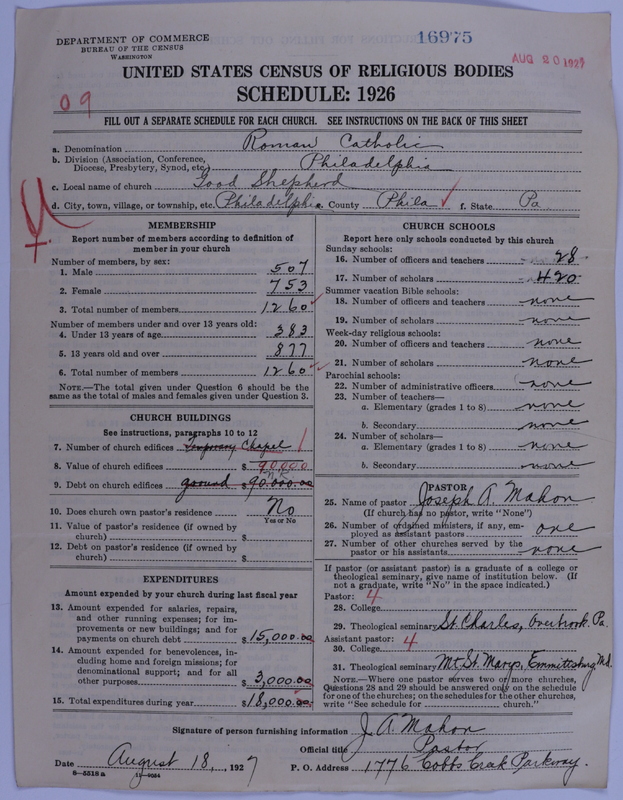 16975
AUG 20 1927
DEPARTMENT OF COMMERCE
BUREAU OF THE CENSUS
WASHINGTON
UNITED STATES CENSUS OF RELIGIOUS BODIES
SCHEDULE: 1926
09
FILL OUT A SEPARATE SCHEDULE FOR EACH CHURCH. SEE INSTRUCTIONS ON THE BACK OF THIS SHEET
a. Denomination Roman Catholic
b. Division (Association, Conference, Diocese, Presbytery, Synod, etc.) Philadelphia
c. Local name of church Good Shepherd
d. City, town, village, or township, etc. Philadelphia e. County Phila f. State Pa
MEMBERSHIP
Report number of members according to definition of
member in your church
Number of members, by sex:
1. Male 507
2. Female 753
3. Total number of members 1260
Number of members under and over 13 years old:
4. Under 13 years of age 383
5. 13 years old and over 877
6. Total number of members 1260
NOTE.—The total given under Question 6 should be
same as the total of males and females given under Question 3.
CHURCH BUILDINGS
See instructions, paragraphs 10 to 12
7. Number of church edifices Temporary Chapel 1
8. Value of church edifices $ 90,000
9. Debt on church edifices ground $ 90,000.00
10. Does church own pastor's residence No
Yes or No
11. Value of pastor's residence (if owned by
church) $
12. Debt on pastor's residence (if owned by
church) $
EXPENDITURES
Amount expended by your church during last fiscal year
13. Amount expended for salaries, repairs,
and other running expenses; for im-
provements or new buildings; and for
payments on church debt $ 15,000.00
14. Amount expended for benevolences, in-
cluding home and foreign missions; for
denominational support; and for all
other purposes 3,000.00
15. Total expenditures during year $ 18,000.00
CHURCH SCHOOLS
Report here only schools conducted by this church
Sunday schools:
16. Number of officers and teachers 28
17. Number of scholars 420
Summer vacation Bible schools:
18. Number of officers and teachers none
19. Number of scholars none
Week-day religious schools:
20. Number of officers and teachers none
21. Number of scholars none
Parochial schools:
22. Number of administrative officers none
23. Number of teachers—
a. Elementary (grades 1 to 8) none
b. Secondary none
24. Number of scholars—
a. Elementary (grades 1 to 8) none
b. Secondary none
PASTOR
25. Name of pastor Joseph A. Mahon
(If church has no pastor, write "None")
26. Number of ordained ministers, if any, em-
ployed as assistant pastors one
27. Number of other churches served by the
pastor or his assistants none
If pastor (or assistant pastor) is a graduate of a college or
theological seminary, give name of institution below. (If
not a graduate, write "No" in the space indicated.)
Pastor: 4
28. College
29. Theological seminary St. Charles, Overbrook, Pa.
Assistant pastor: 4
30. College
31. Theological seminary Mt. St. Marys, Emmittsburg Md.
NOTE.—Where one pastor serves two or more churches,
Questions 28 and 29 should be answered only on the schedule
for one of the churches; on the schedules for the other churches,
write "See schedule for church."
Signature of person furnishing information J. A. Mahon
Official title Pastor
Date August 18, 1927 P. O. Address 1776 Cobbs Creek Parkway.
8—5518 a